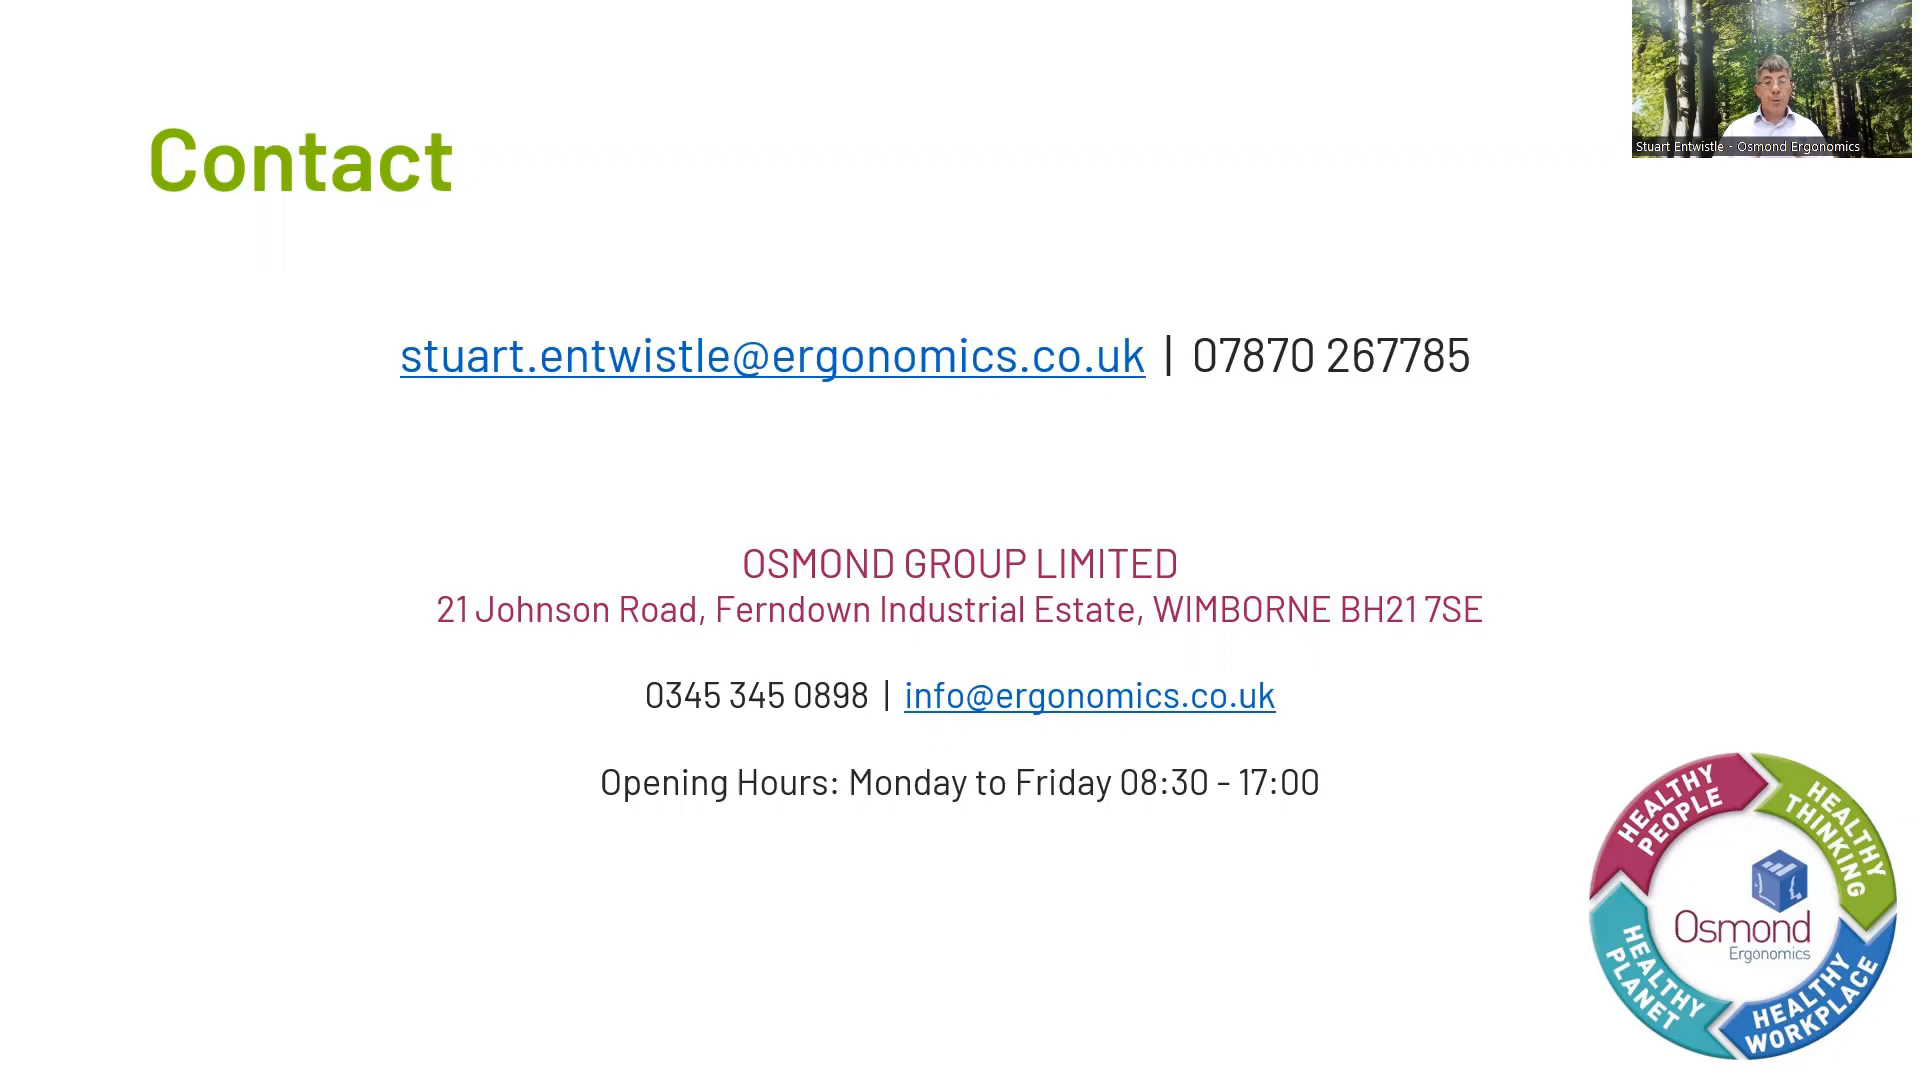 Stuart Entwistle - Osmond Ergonomics
Contact
stuart.entwistle@ergonomics.co.uk | 07870 267785
OSMOND GROUP LIMITED
21 Johnson Road, Ferndown Industrial Estate, WIMBORNE BH21 7SE
0345 345 0898 | info@ergonomics.co.uk
Opening Hours: Monday to Friday 08:30 - 17:00
HEALTHY
PEOPLE
HEALTHY
THINKING
HEALTHY
WORKPLACE
HEALTHY
PLANET
Osmond
Ergonomics